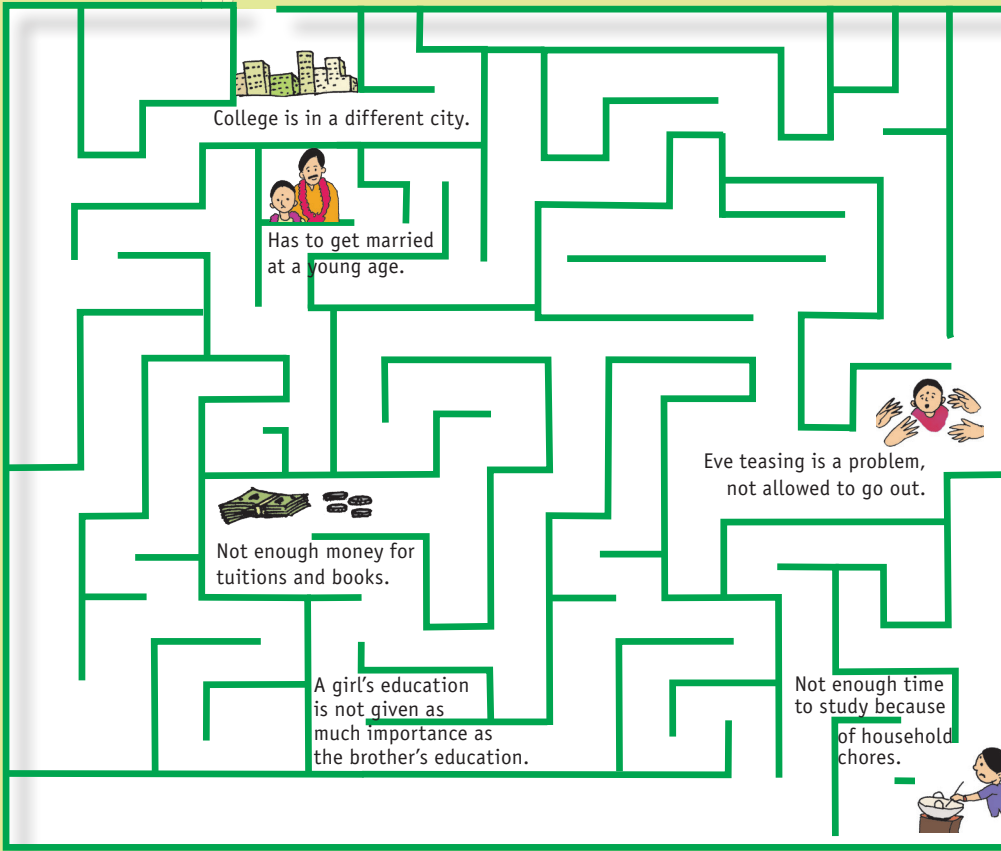 College is in a different city.
Has to get married
at a young age.
Eve teasing is a problem,
not allowed to go out.
Not enough money for
tuitions and books.
A girl's education
is not given as
much importance as
the brother's education.
Not enough time
to study because
of household
chores.